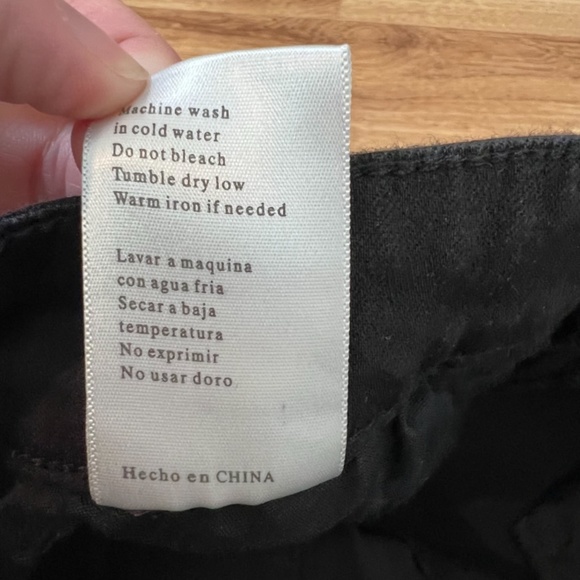 Machine wash
in cold water
Do not bleach
Tumble dry low
Warm iron if needed
Lavar a maquina
con agua fria
Secar a baja
temperatura
No exprimir
No usar doro
Hecho en CHINA